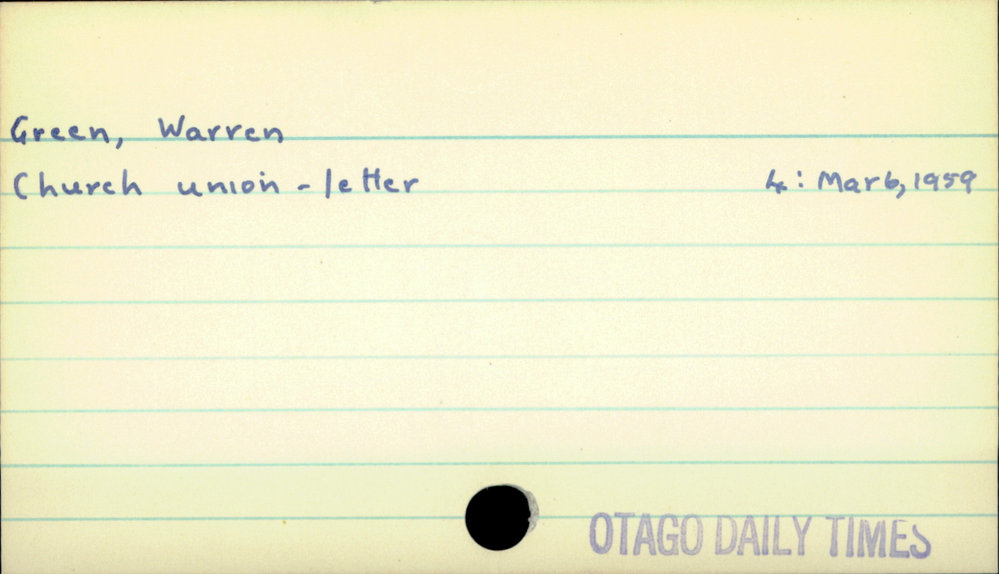 Green, Warren
Church union - letter 4: Mar 6, 1959
OTAGO DAILY TIMES